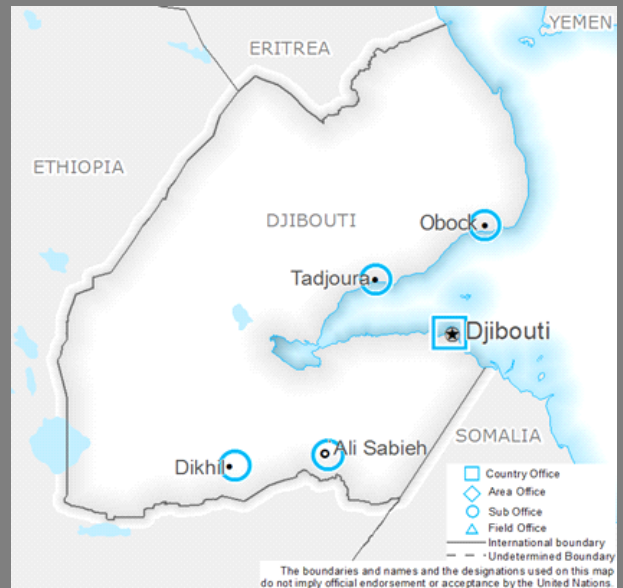 YEMEN
ERITREA
ETHIOPIA
DJIBOUTI
Obock
Tadjoura
Djibouti
SOMALIA
Ali Sabieh
Dikhil
Country Office
Area Office
Sub Office
Field Office
International boundary
Undetermined Boundary
The boundaries and names and the designations used on this map
do not imply official endorsement or acceptance by the United Nations.